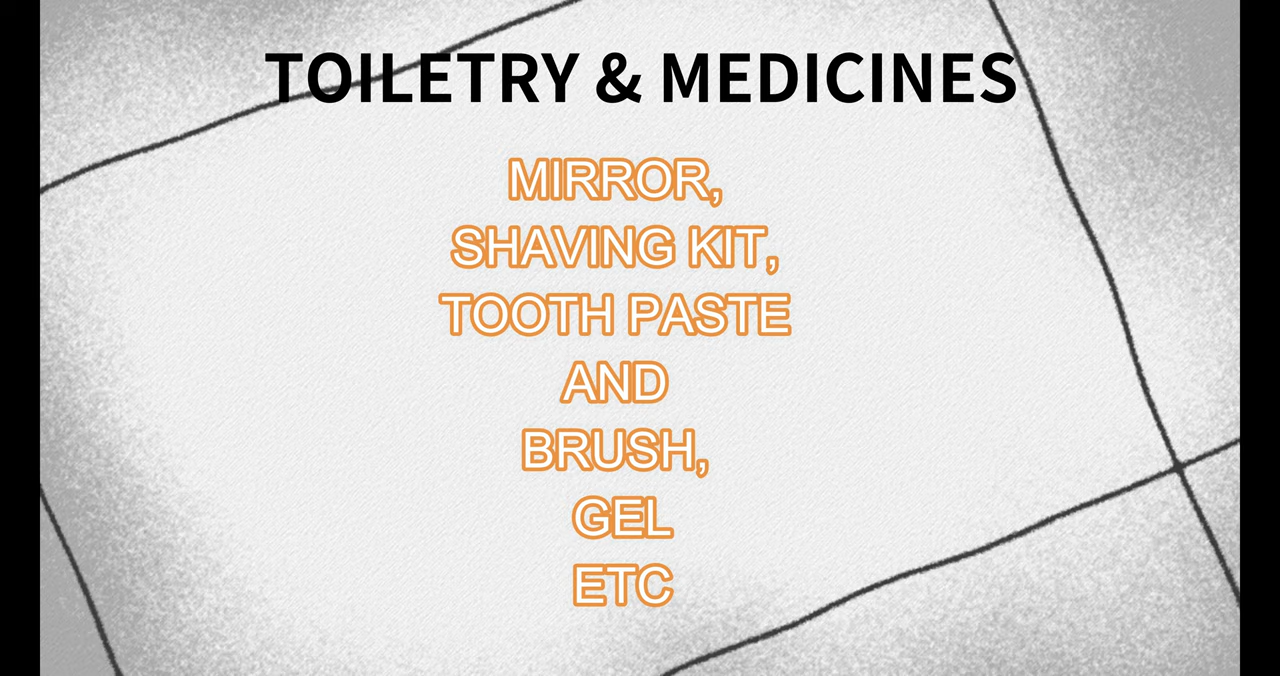 TOILETRY & MEDICINES
MIRROR,
SHAVING KIT,
TOOTH PASTE
AND
BRUSH,
GEL
ETC